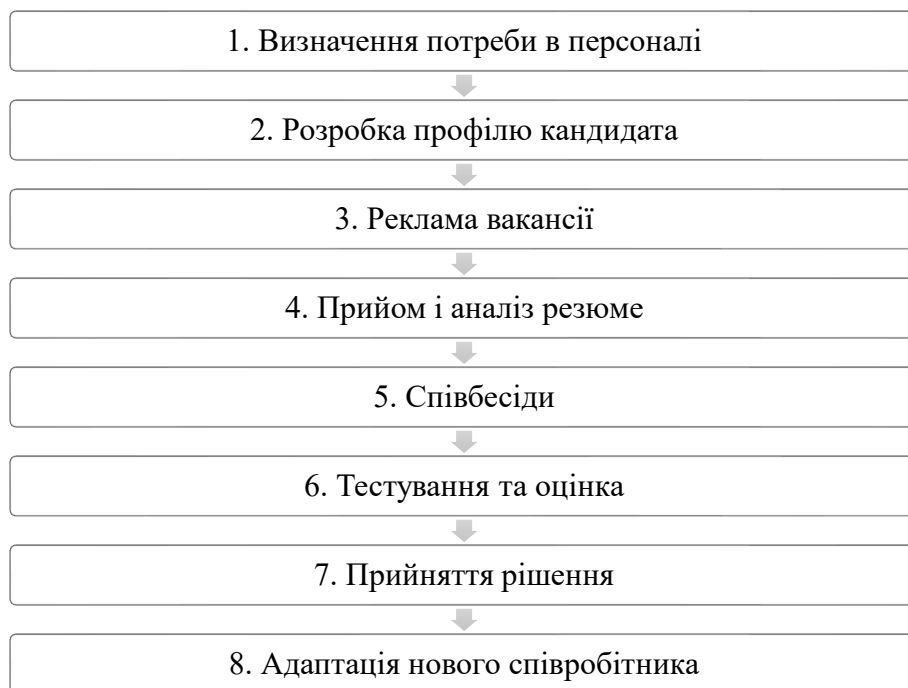 1. Визначення потреби в персоналі
2. Розробка профілю кандидата
3. Реклама вакансії
4. Прийом і аналіз резюме
5. Співбесіди
6. Тестування та оцінка
7. Прийняття рішення
8. Адаптація нового співробітника